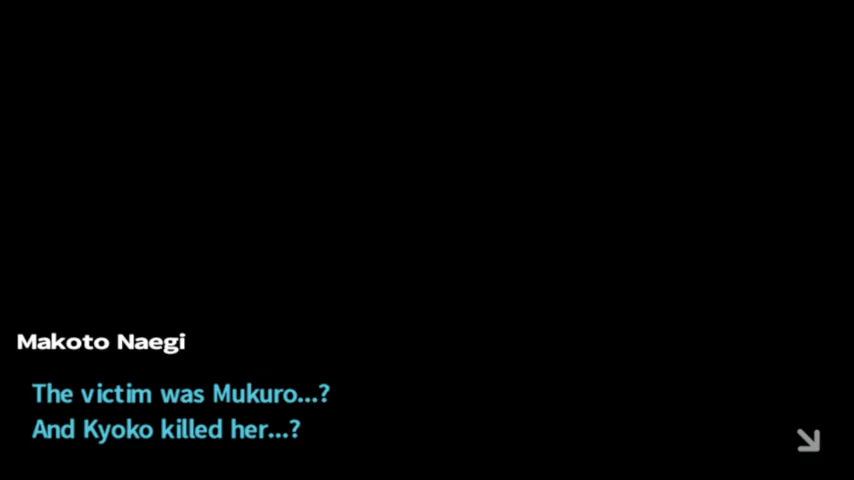 Makoto Naegi
The victim was Mukuro...?
And Kyoko killed her...?